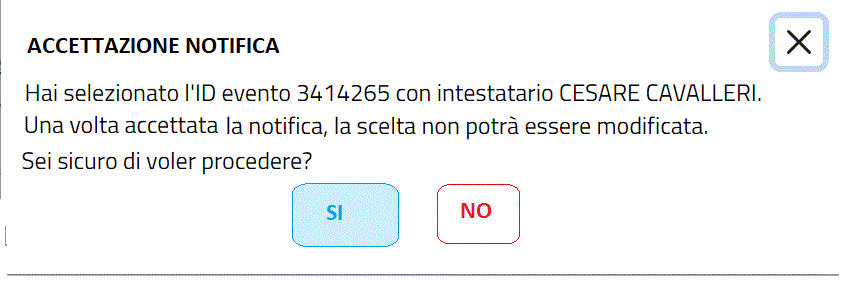 ACCETTAZIONE NOTIFICA
Hai selezionato l'ID evento 3414265 con intestatario CESARE CAVALLERI.
Una volta accettata la notifica, la scelta non potrà essere modificata.
Sei sicuro di voler procedere?
SI NO